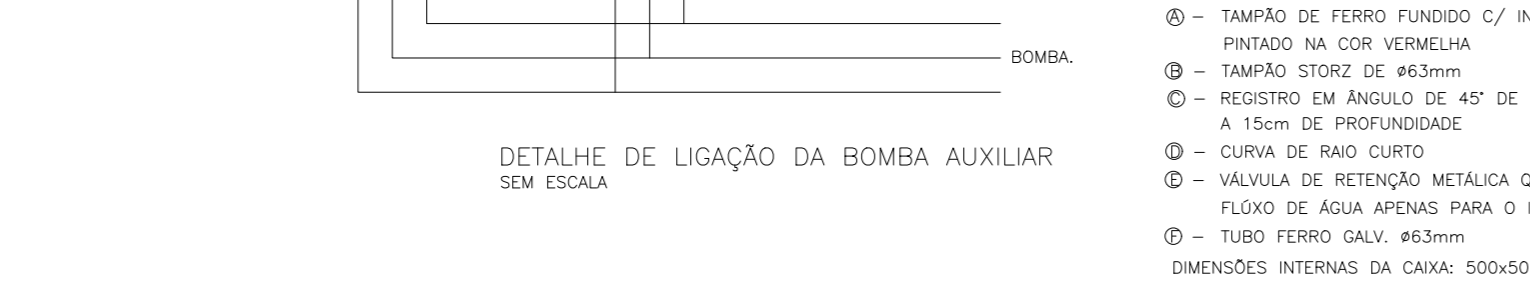 BOMBA.
DETALHE DE LIGAÇÃO DA BOMBA AUXILIAR
SEM ESCALA
Ⓐ – TAMPÃO DE FERRO FUNDIDO C/
PINTADO NA COR VERMELHA
Ⓑ – TAMPÃO STORZ DE ø63mm
Ⓒ – REGISTRO EM ÂNGULO DE 45° DE
A 15cm DE PROFUNDIDADE
Ⓓ – CURVA DE RAIO CURTO
Ⓔ – VÁLVULA DE RETENÇÃO METÁLICA
FLÚXO DE ÁGUA APENAS PARA O
Ⓕ – TUBO FERRO GALV. ø63mm
DIMENSÕES INTERNAS DA CAIXA: 500x50